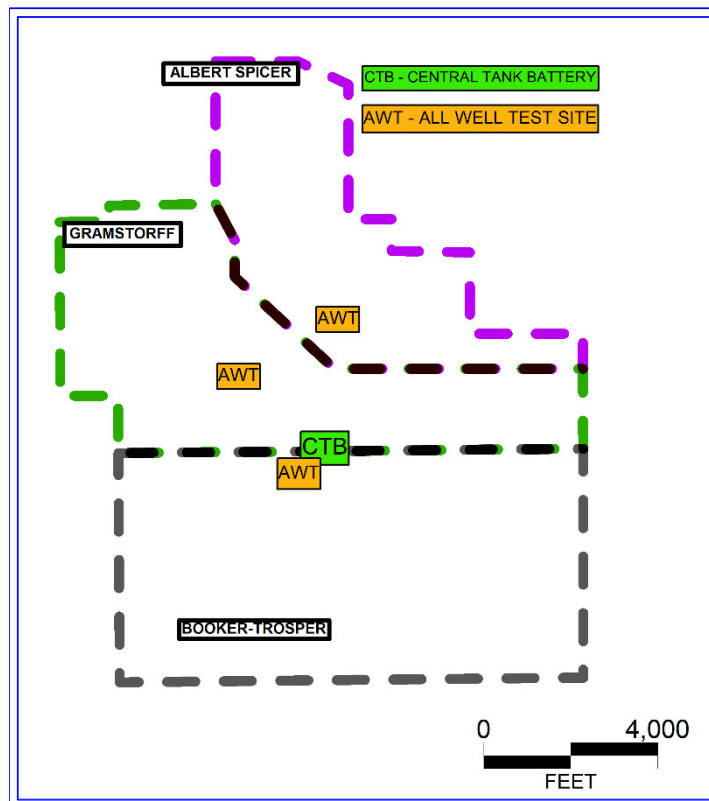 ALBERT SPICER
CTB - CENTRAL TANK BATTERY
AWT - ALL WELL TEST SITE
GRAMSTORFF
AWT
AWT
CTB
AWT
BOOKER-TROSPER
0 4,000
FEET